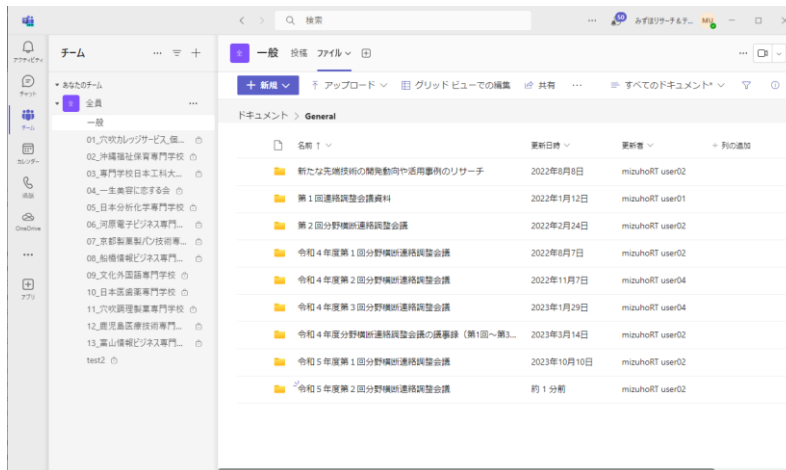 検索
50
みずほリサーチ&テ...
MU
アクティビティ
チャット
チーム
カレンダー
通話
OneDrive
アプリ
チーム
あなたのチーム
全
全員
一般
01_穴吹カレッジサービス_個...
02_沖縄福祉保育専門学校
03_専門学校日本工科大...
04_一生美容に恋する会
05_日本分析化学専門学校
06_河原電子ビジネス専門...
07_京都製菓製パン技術専...
08_船橋情報ビジネス専門...
09_文化外国語専門学校
10_日本医歯薬専門学校
11_穴吹調理製菓専門学校
12_鹿児島医療技術専門...
13_富山情報ビジネス専門...
test2
全 一般 投稿 ファイル
+ 新規 アップロード グリッド ビューでの編集 共有 ... すべてのドキュメント*
ドキュメント > General
名前 ↑ 更新日時 更新者 + 列の追加
新たな先端技術の開発動向や活用事例のリサーチ 2022年8月8日 mizuhoRT user02
第1回連絡調整会議資料 2022年1月12日 mizuhoRT user01
第2回分野横断連絡調整会議 2022年2月24日 mizuhoRT user02
令和4年度第1回分野横断連絡調整会議 2022年8月7日 mizuhoRT user02
令和4年度第2回分野横断連絡調整会議 2022年11月7日 mizuhoRT user04
令和4年度第3回分野横断連絡調整会議 2023年1月29日 mizuhoRT user04
令和4年度分野横断連絡調整会議の議事録(第1回~第3... 2023年3月14日 mizuhoRT user02
令和5年度第1回分野横断連絡調整会議 2023年10月10日 mizuhoRT user02
令和5年度第2回分野横断連絡調整会議 約1分前 mizuhoRT user02